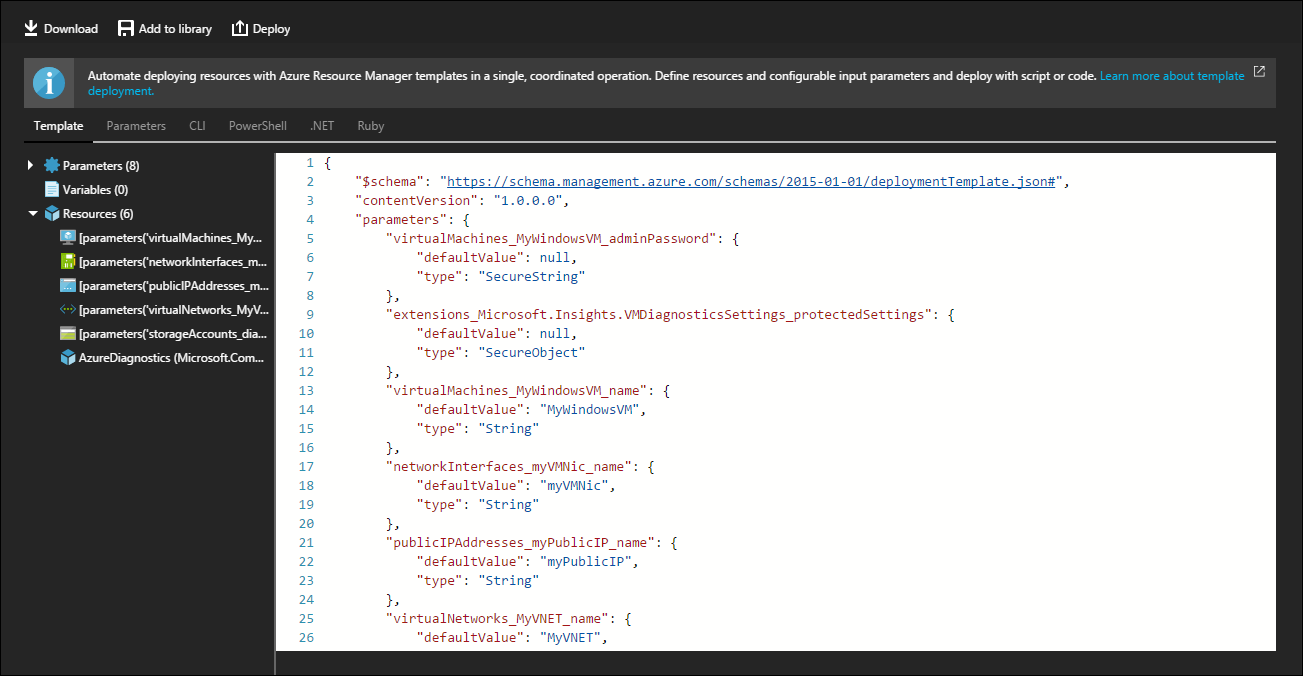 Download Add to library Deploy
Automate deploying resources with Azure Resource Manager templates in a single, coordinated operation. Define resources and configurable input parameters and deploy with script or code. Learn more about template
deployment.
Template Parameters CLI PowerShell .NET Ruby
Parameters (8)
Variables (0)
Resources (6)
[parameters('virtualMachines_My...
[parameters('networkInterfaces_m...
[parameters('publicIPAddresses_m...
[parameters('virtualNetworks_MyV...
[parameters('storageAccounts_dia...
AzureDiagnostics (Microsoft.Com...
1 {
2 "$schema": "https://schema.management.azure.com/schemas/2015-01-01/deploymentTemplate.json#",
3 "contentVersion": "1.0.0.0",
4 "parameters": {
5 "virtualMachines_MyWindowsVM_adminPassword": {
6 "defaultValue": null,
7 "type": "SecureString"
8 },
9 "extensions_Microsoft.Insights.VMDiagnosticsSettings_protectedSettings": {
10 "defaultValue": null,
11 "type": "SecureObject"
12 },
13 "virtualMachines_MyWindowsVM_name": {
14 "defaultValue": "MyWindowsVM",
15 "type": "String"
16 },
17 "networkInterfaces_myVMNic_name": {
18 "defaultValue": "myVMNic",
19 "type": "String"
20 },
21 "publicIPAddresses_myPublicIP_name": {
22 "defaultValue": "myPublicIP",
23 "type": "String"
24 },
25 "virtualNetworks_MyVNET_name": {
26 "defaultValue": "MyVNET",